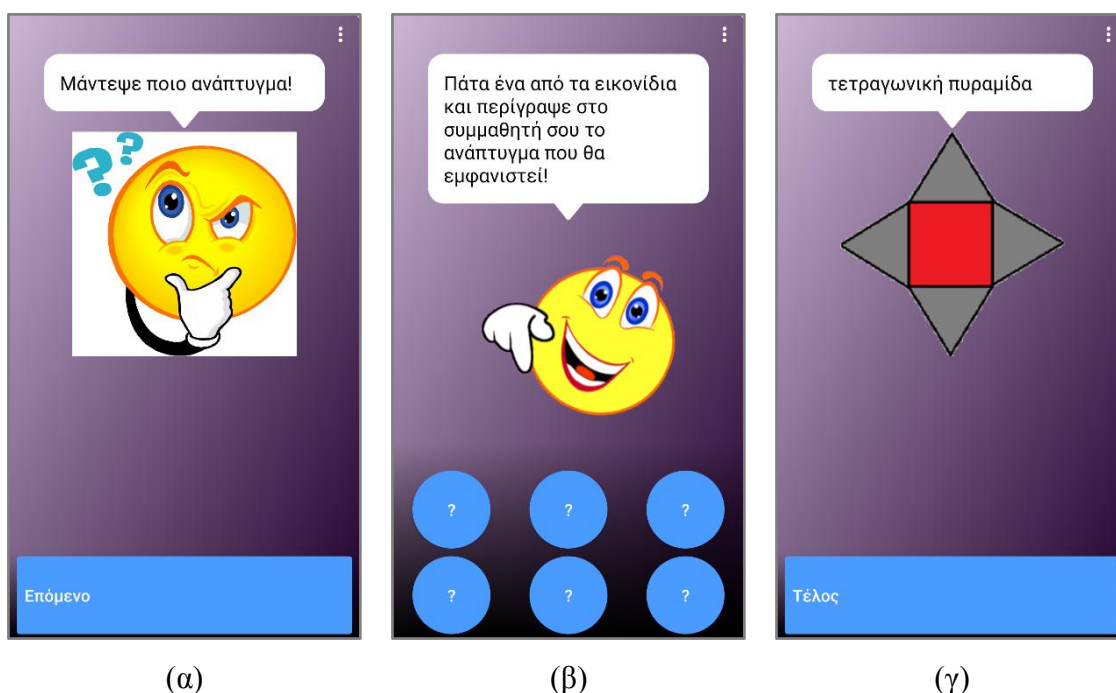 Μάντεψε ποιο ανάπτυγμα!
? ?
Επόμενο
(α)
Πάτα ένα από τα εικονίδια
και περίγραψε στο
συμμαθητή σου το
ανάπτυγμα που θα
εμφανιστεί!
? ? ?
? ? ?
(β)
τετραγωνική πυραμίδα
Τέλος
(γ)